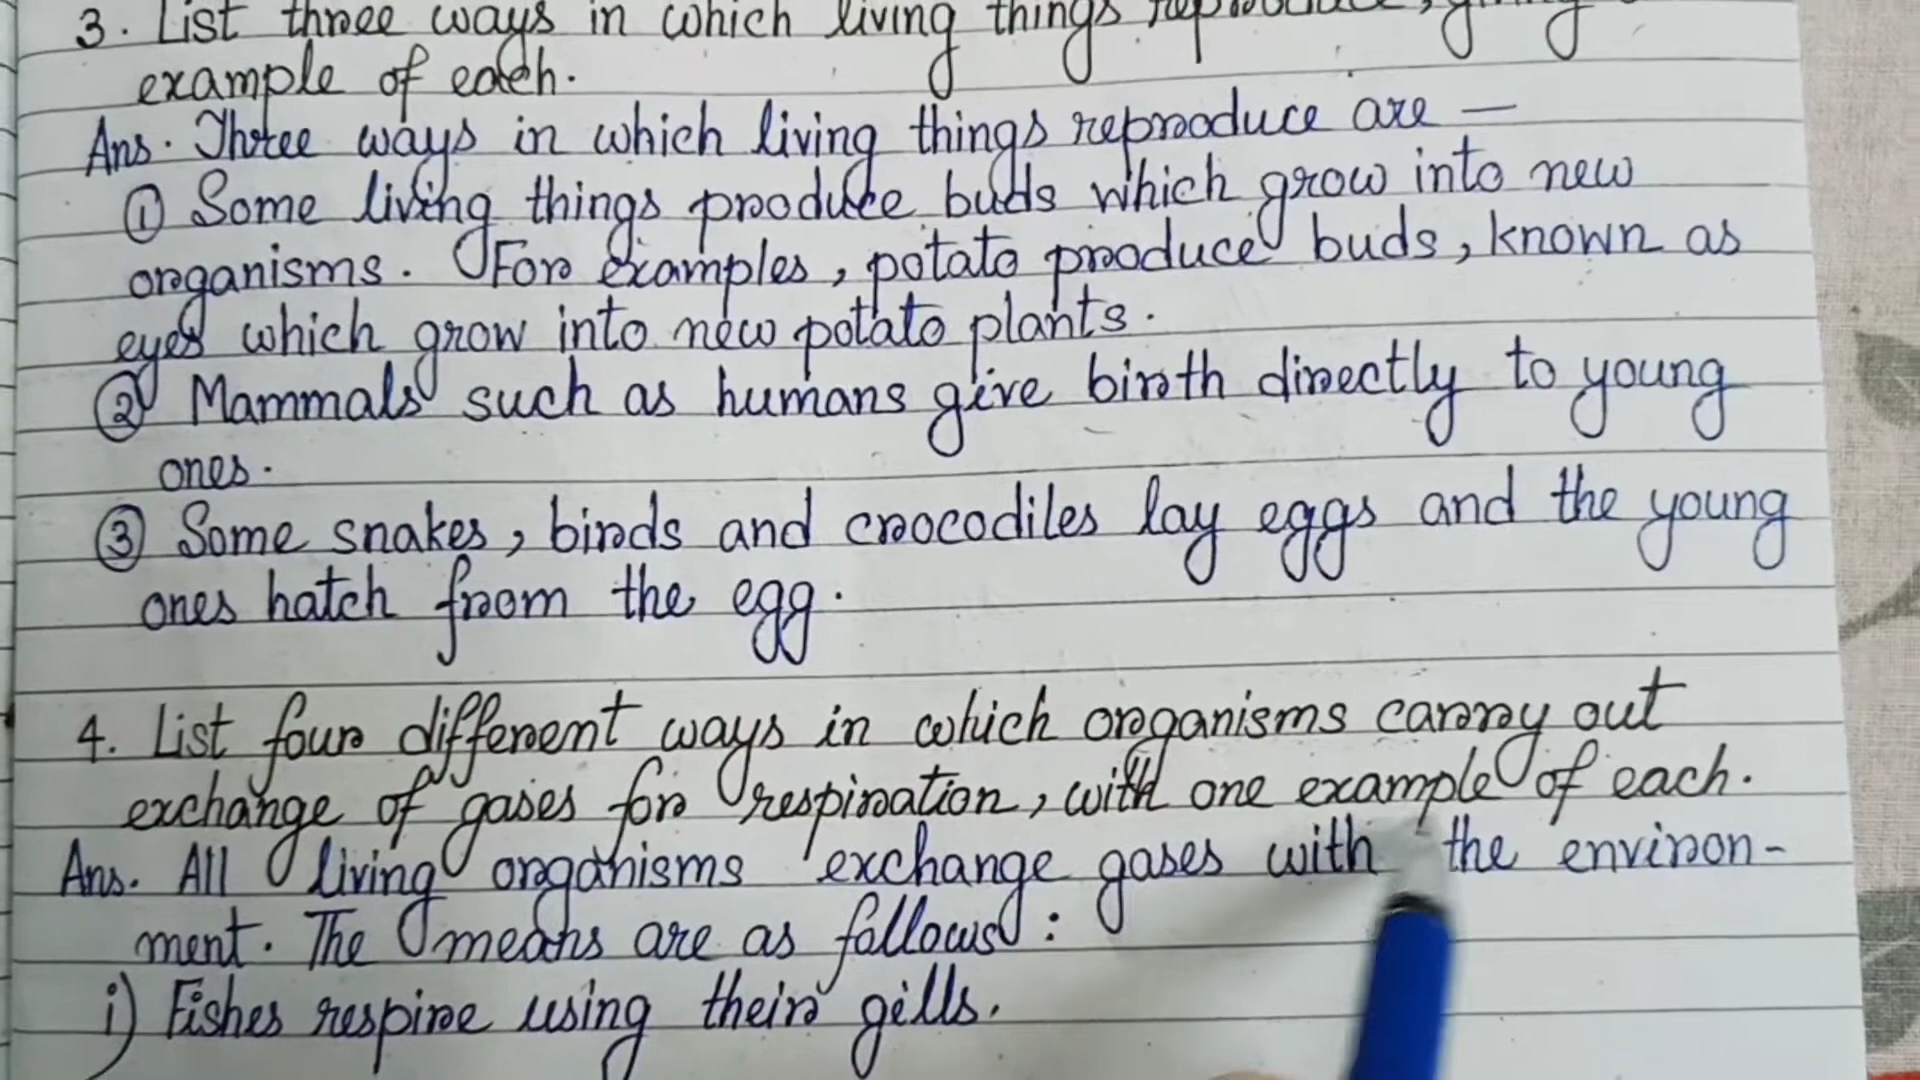 3. List three ways in which living things reproduce, giving
example of each.
Ans. Three ways in which living things reproduce are —
① Some living things produce buds which grow into new
organisms. For examples, potato produce buds, known as
eyes which grow into new potato plants.
② Mammals such as humans give birth directly to young
ones.
③ Some snakes, birds and crocodiles lay eggs and the young
ones hatch from the egg.
4. List four different ways in which organisms carry out
exchange of gases for respiration, with one example of each.
Ans. All living organisms exchange gases with the environ-
ment. The means are as follows:
i) Fishes respire using their gills.